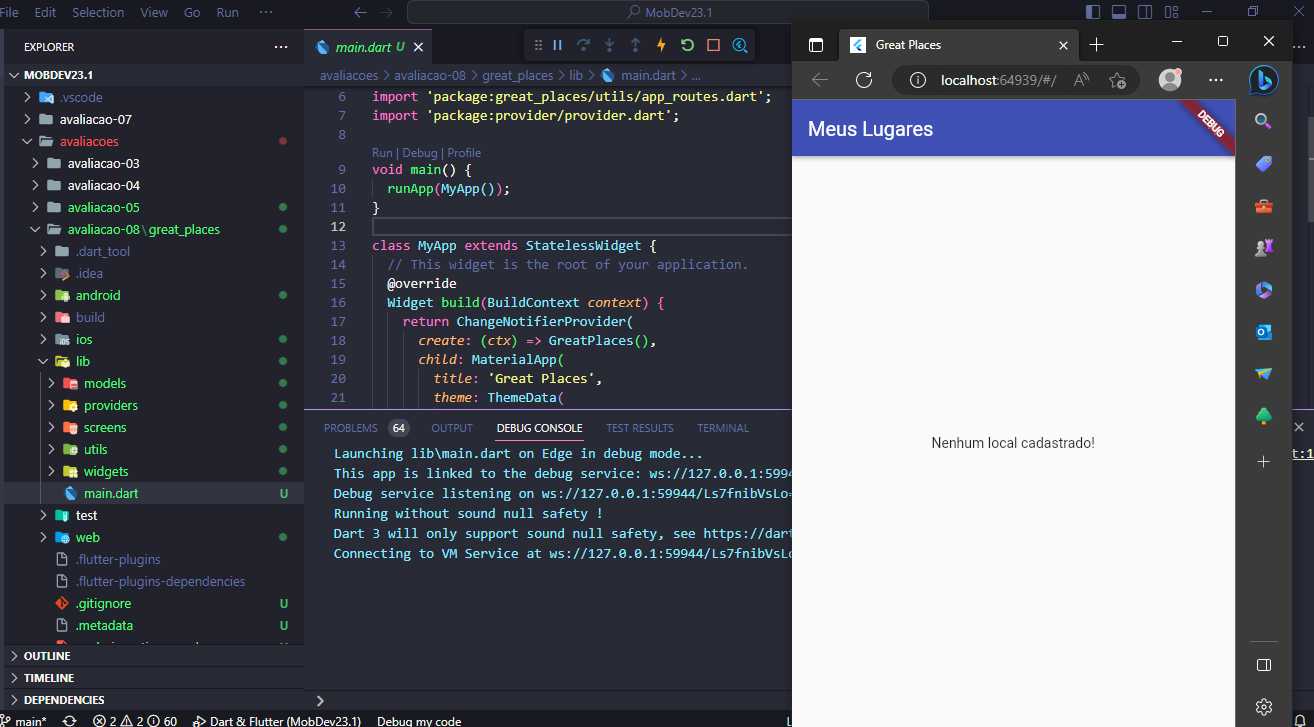 File Edit Selection View Go Run ··· MobDev23.1
EXPLORER ···
MOBDEV23.1
.vscode
avaliacao-07
avaliacoes
avaliacao-03
avaliacao-04
avaliacao-05
avaliacao-08\great_places
.dart_tool
.idea
android
build
ios
lib
models
providers
screens
utils
widgets
main.dart U
test
web
.flutter-plugins
.flutter-plugins-dependencies
.gitignore U
.metadata U
OUTLINE
TIMELINE
DEPENDENCIES
main.dart U
avaliacoes > avaliacao-08 > great_places > lib > main.dart > ...
6 import 'package:great_places/utils/app_routes.dart';
7 import 'package:provider/provider.dart';
8
Run | Debug | Profile
9 void main() {
10 runApp(MyApp());
11 }
12
13 class MyApp extends StatelessWidget {
14 // This widget is the root of your application.
15 @override
16 Widget build(BuildContext context) {
17 return ChangeNotifierProvider(
18 create: (ctx) => GreatPlaces(),
19 child: MaterialApp(
20 title: 'Great Places',
21 theme: ThemeData(
PROBLEMS 64 OUTPUT DEBUG CONSOLE TEST RESULTS TERMINAL
Launching lib\main.dart on Edge in debug mode...
This app is linked to the debug service: ws://127.0.0.1:5994
Debug service listening on ws://127.0.0.1:59944/Ls7fnibVsLo=
Running without sound null safety !
Dart 3 will only support sound null safety, see https://dart
Connecting to VM Service at ws://127.0.0.1:59944/Ls7fnibVsLo
t:1
main* 2 2 60 Dart & Flutter (MobDev23.1) Debug my code
Great Places
localhost:64939/#/
Meus Lugares
DEBUG
Nenhum local cadastrado!